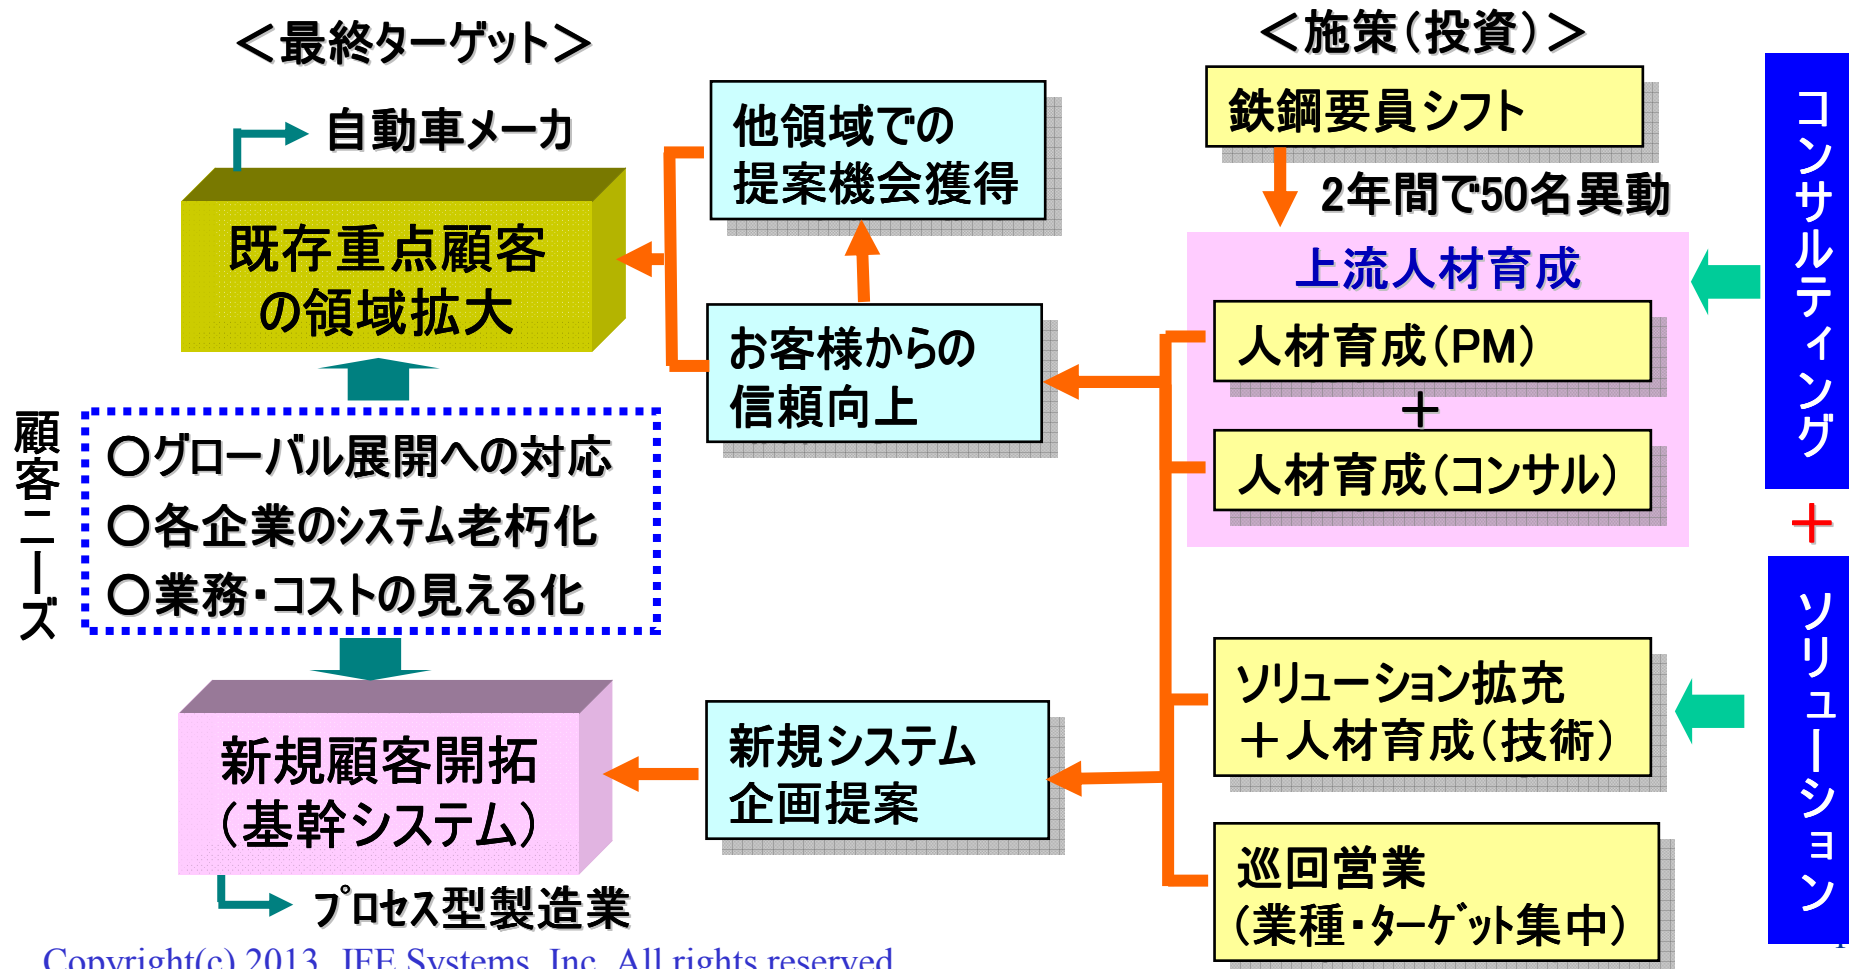 ＜最終ターゲット＞
自動車メーカ
既存重点顧客
の領域拡大
顧客ニーズ
○グローバル展開への対応
○各企業のシステム老朽化
○業務・コストの見える化
新規顧客開拓
（基幹システム）
プロセス型製造業
他領域での
提案機会獲得
お客様からの
信頼向上
新規システム
企画提案
＜施策（投資）＞
鉄鋼要員シフト
2年間で50名異動
上流人材育成
人材育成（PM）
＋
人材育成（コンサル）
ソリューション拡充
＋人材育成（技術）
巡回営業
（業種・ターゲット集中）
コンサルティング
＋
ソリューション
Copyright(c) 2013 JFE Systems, Inc. All rights reserved